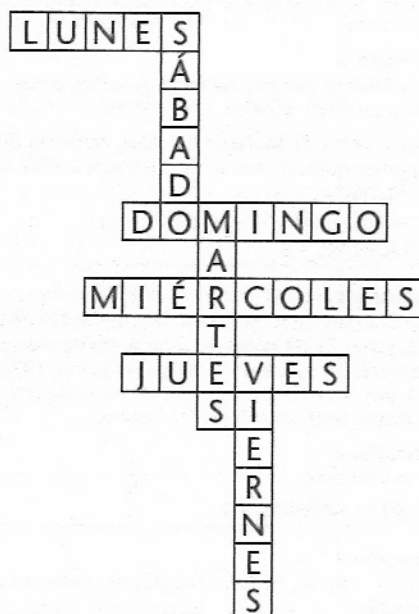 LUNES
SÁBADO
DOMINGO
MARTES
MIÉRCOLES
JUEVES
VIERNES